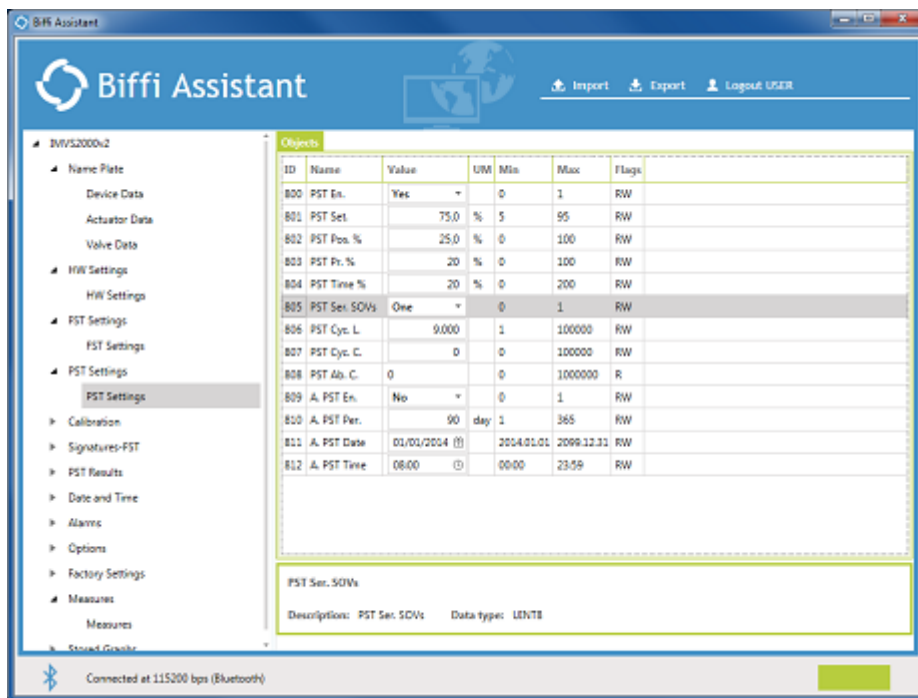 Biffi Assistant
Biffi Assistant
Import Export Logout USER
IMVS2000v2
Name Plate
Device Data
Actuator Data
Valve Data
HW Settings
HW Settings
FST Settings
FST Settings
PST Settings
PST Settings
Calibration
Signatures-FST
PST Results
Date and Time
Alarms
Options
Factory Settings
Measures
Measures
Stored Graphs
Objects
ID Name Value UM Min Max Flags
800 PST En. Yes 0 1 RW
801 PST Set. 75,0 % 5 95 RW
802 PST Pos. % 25,0 % 0 100 RW
803 PST Pr. % 20 % 0 100 RW
804 PST Time % 20 % 0 200 RW
805 PST Ser. SOVs One 0 1 RW
806 PST Cyc. L. 9.000 1 100000 RW
807 PST Cyc. C. 0 0 100000 RW
808 PST Ab. C. 0 0 1000000 R
809 A. PST En. No 0 1 RW
810 A. PST Per. 90 day 1 365 RW
811 A. PST Date 01/01/2014 2014.01.01 2099.12.31 RW
812 A. PST Time 08:00 00:00 23:59 RW
PST Ser. SOVs
Description: PST Ser. SOVs Data type: UINT8
Connected at 115200 bps (Bluetooth)